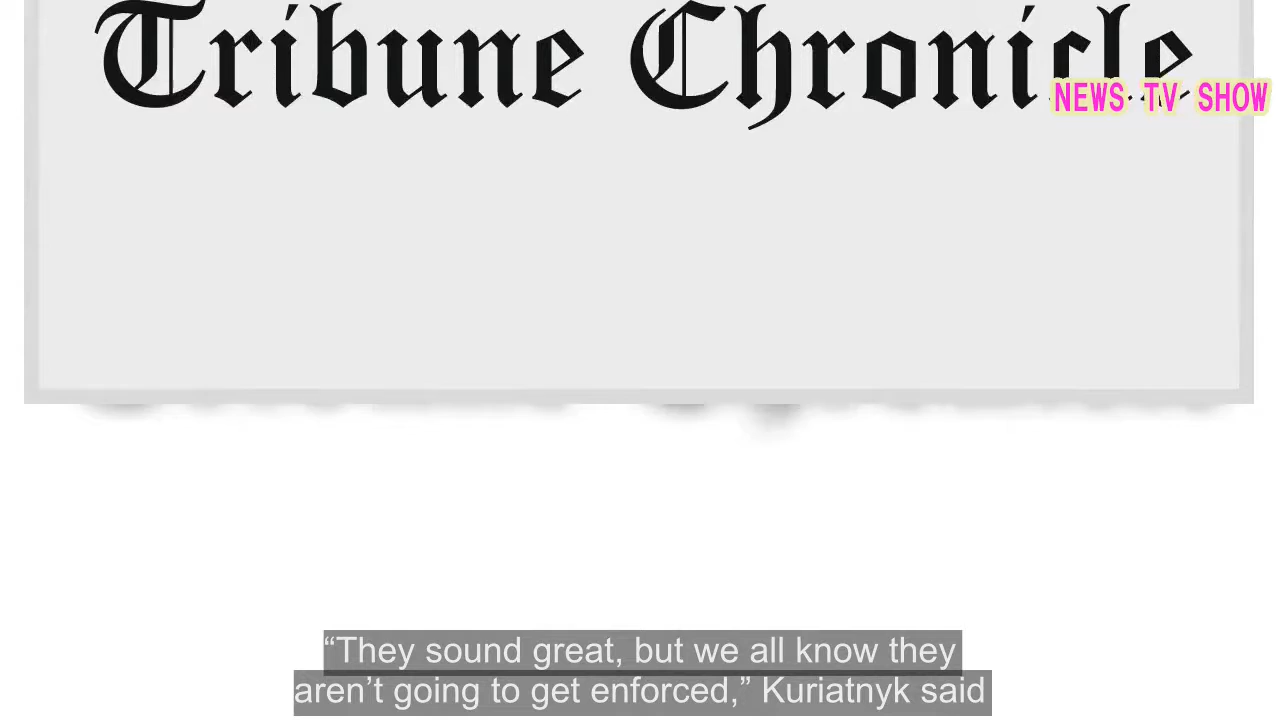 Tribune Chronicle
NEWS TV SHOW
“They sound great, but we all know they
aren’t going to get enforced,” Kuriatnyk said